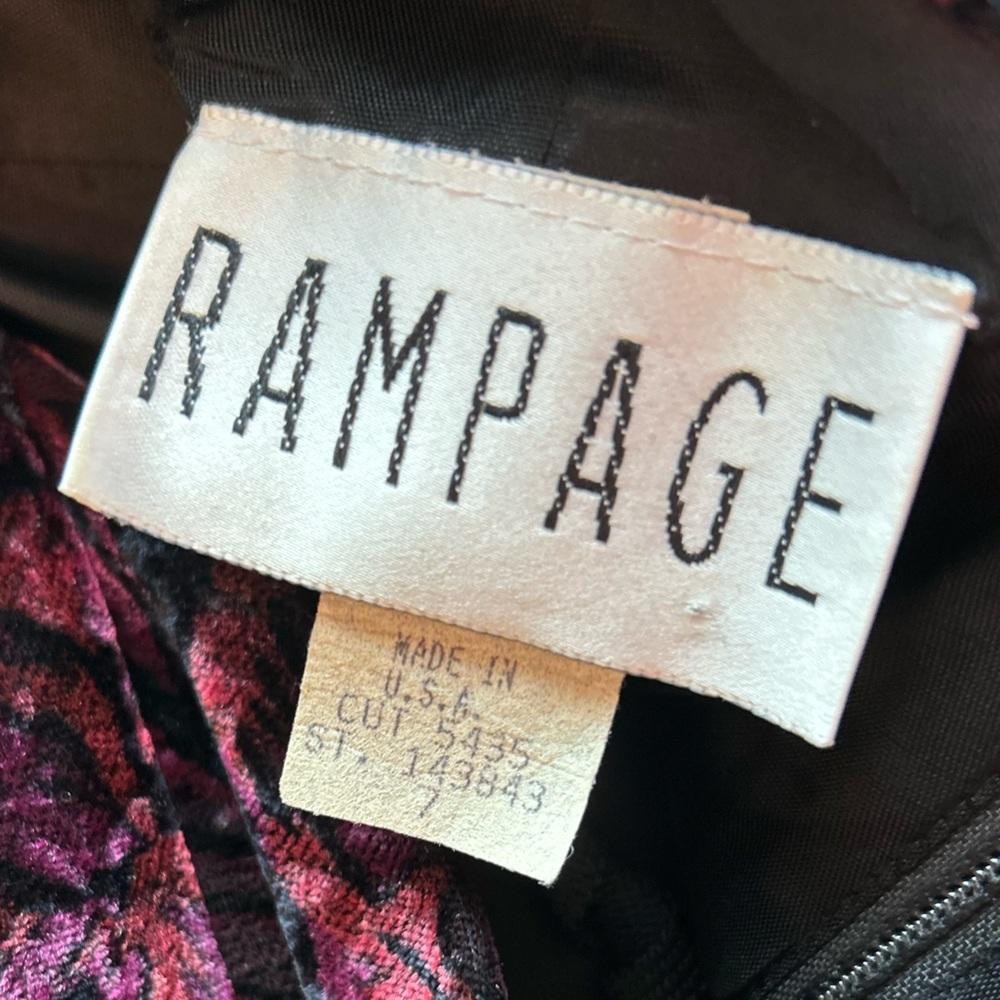 RAMPAGE
MADE IN
U.S.A.
CUT 5435
ST. 143843
7